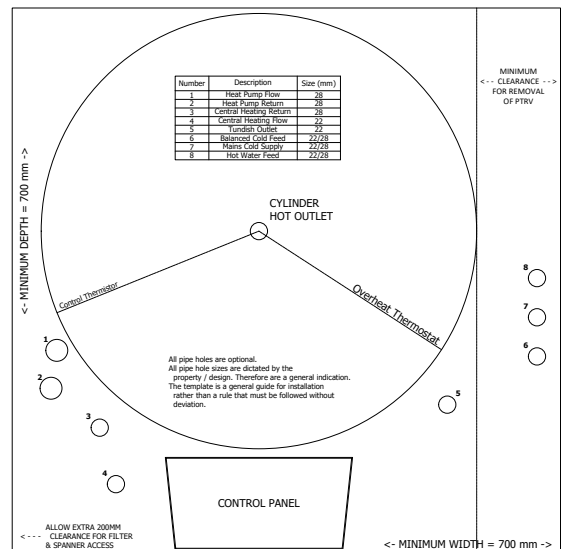 MINIMUM
<-- CLEARANCE -->
FOR REMOVAL
OF PTRV
Number Description Size (mm)
1 Heat Pump Flow 28
2 Heat Pump Return 28
3 Central Heating Return 28
4 Central Heating Flow 22
5 Tundish Outlet 22
6 Balanced Cold Feed 22/28
7 Mains Cold Supply 22/28
8 Hot Water Feed 22/28
<- MINIMUM DEPTH = 700 mm ->
CYLINDER
HOT OUTLET
Control Thermistor
Overheat Thermostat
8
7
6
1
2
3
4
5
All pipe holes are optional.
All pipe hole sizes are dictated by the
property / design. Therefore are a general indication.
The template is a general guide for installation
rather than a rule that must be followed without
deviation.
CONTROL PANEL
ALLOW EXTRA 200MM
<--- CLEARANCE FOR FILTER
& SPANNER ACCESS
<- MINIMUM WIDTH = 700 mm ->